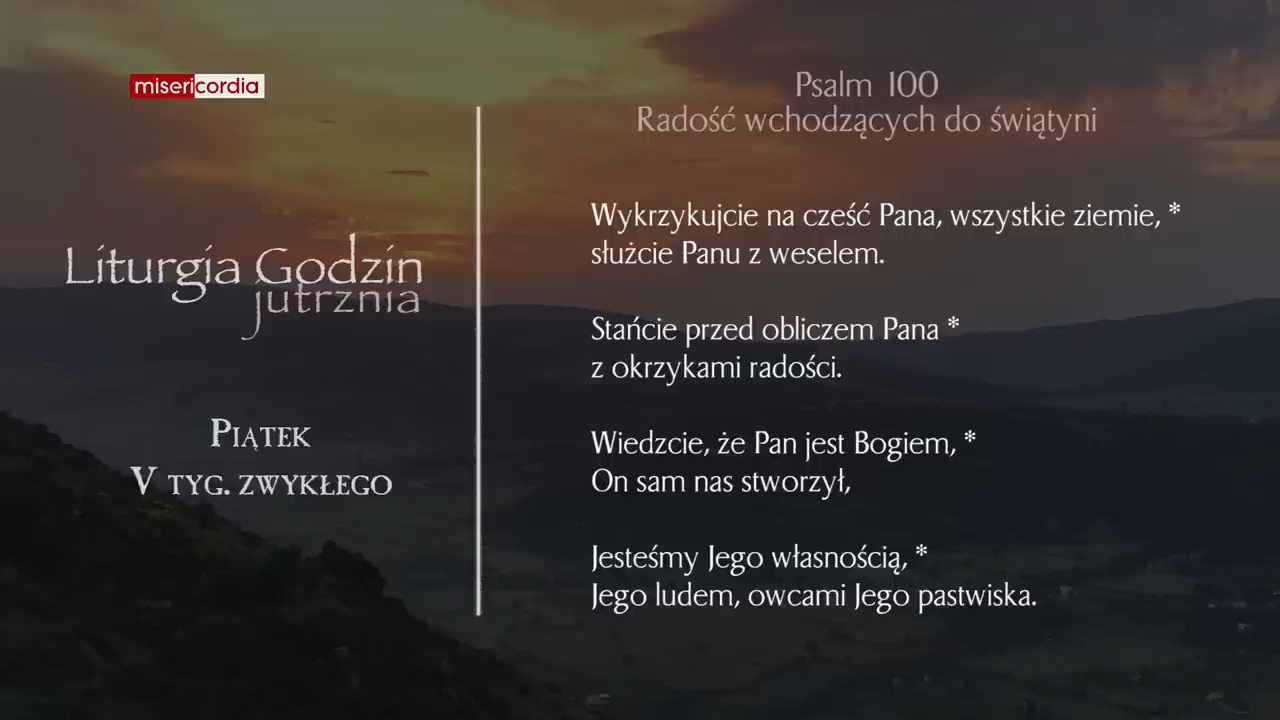 misericordia
Liturgia Godzin
jutrznia
Piątek
V tyg. zwykłego
Psalm 100
Radość wchodzących do świątyni
Wykrzykujcie na cześć Pana, wszystkie ziemie, *
służcie Panu z weselem.
Stańcie przed obliczem Pana *
z okrzykami radości.
Wiedzcie, że Pan jest Bogiem, *
On sam nas stworzył,
Jesteśmy Jego własnością, *
Jego ludem, owcami Jego pastwiska.